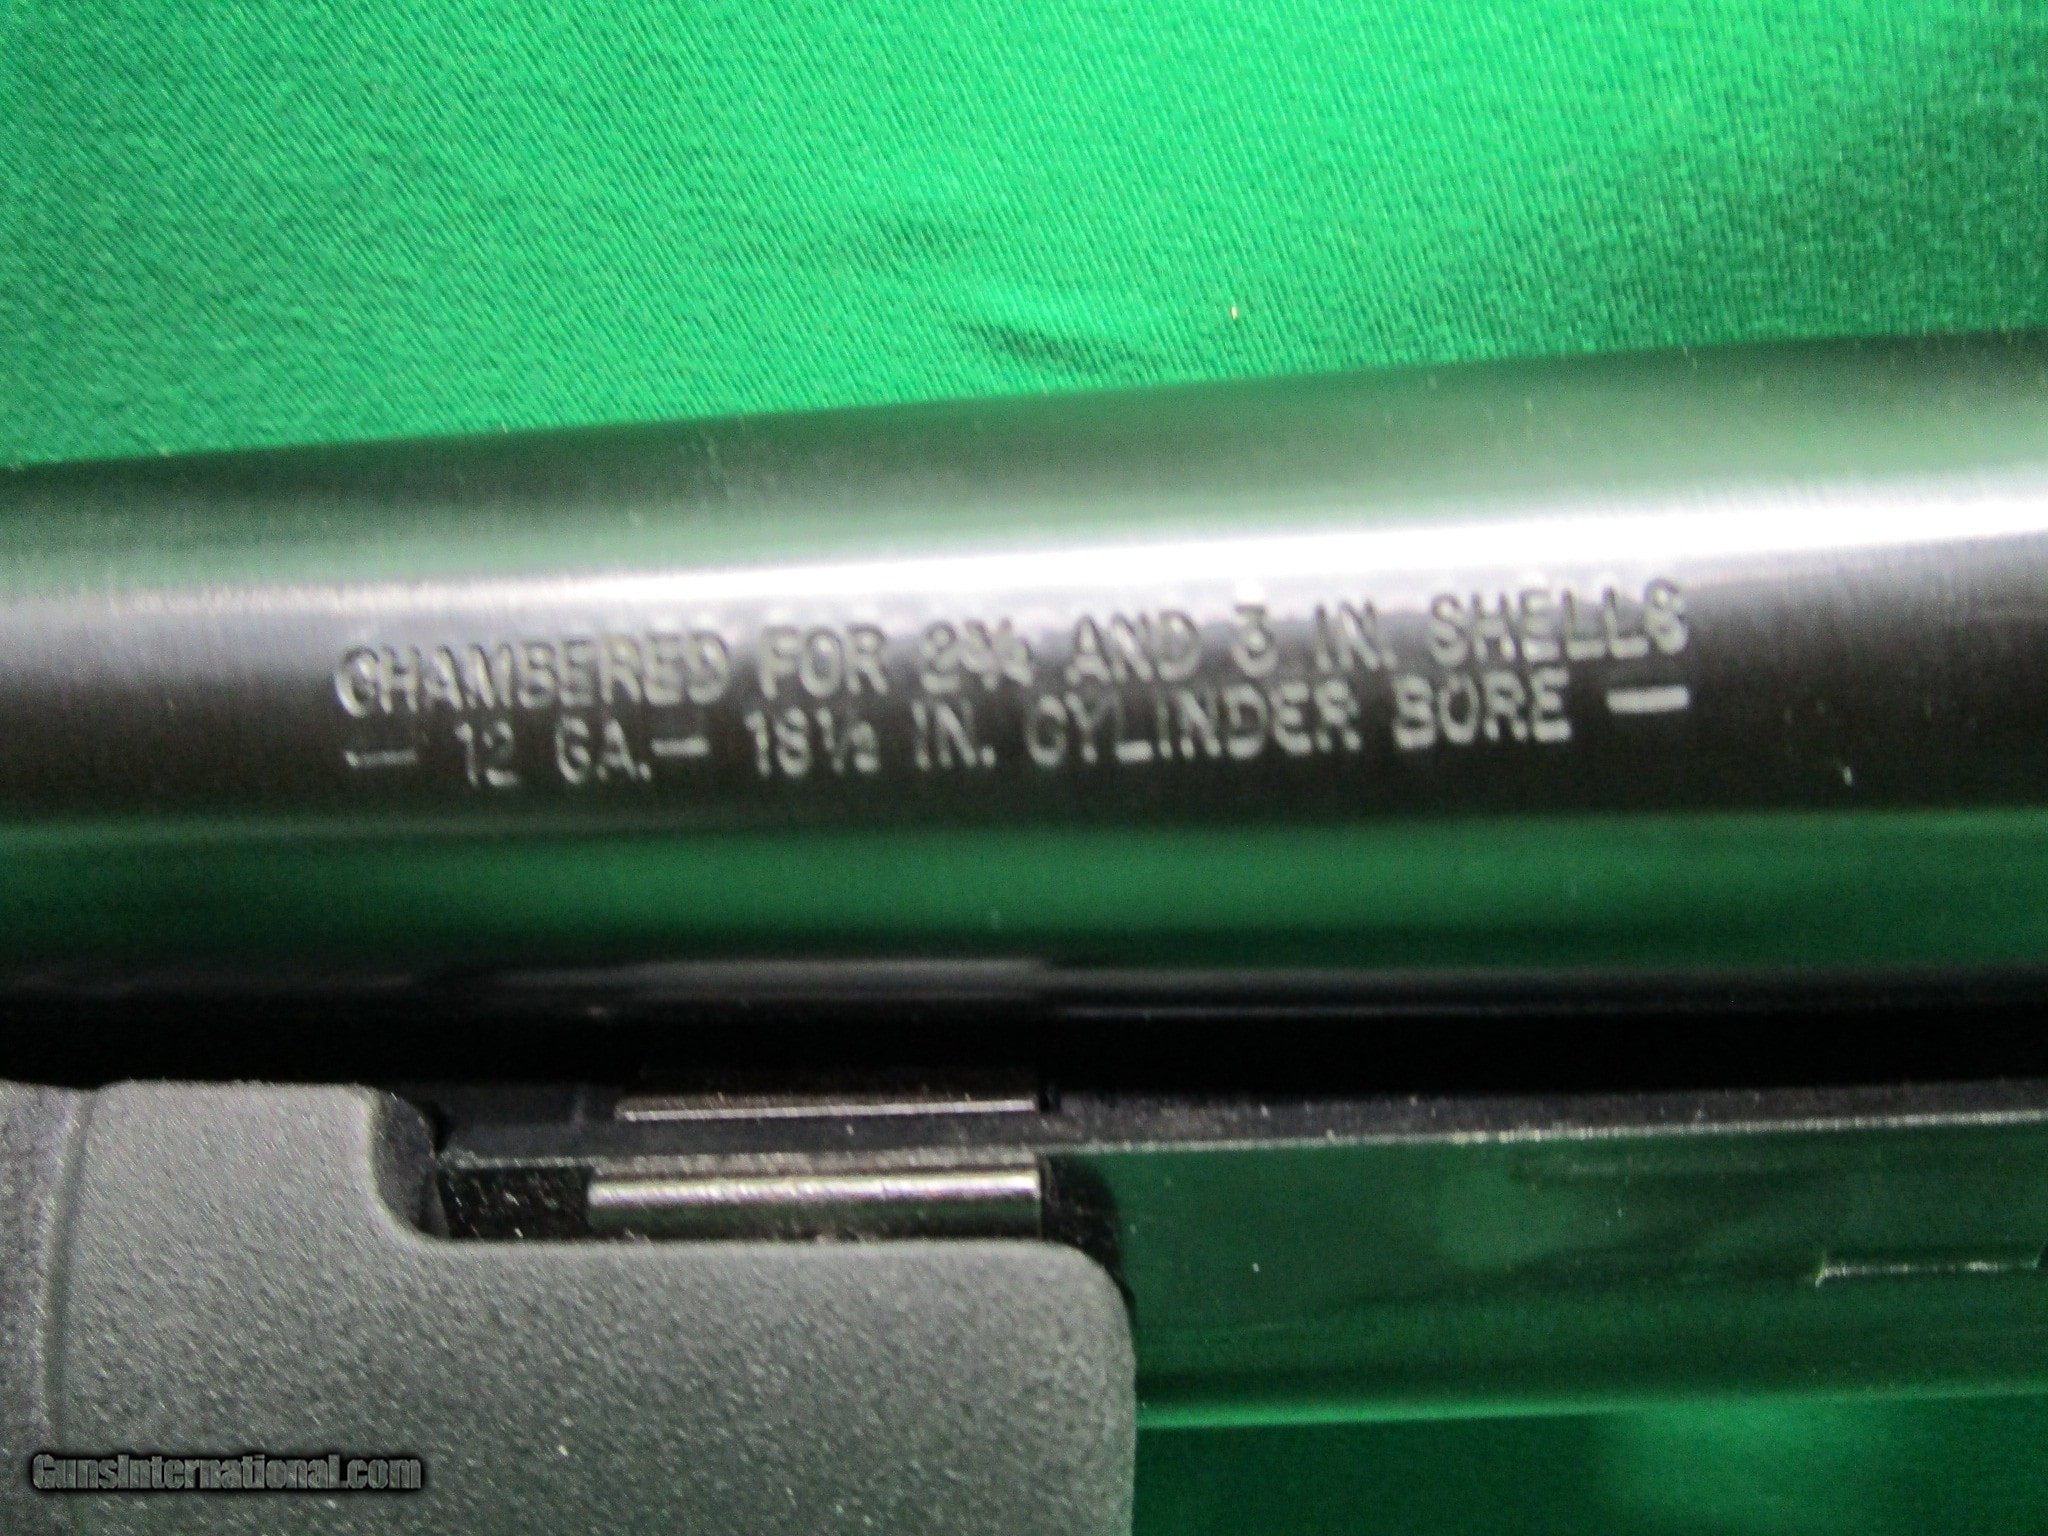 CHAMBERED FOR 2¾ AND 3 IN. SHELLS
— 12 GA. — 18½ IN. CYLINDER BORE —
GunsInternational.com